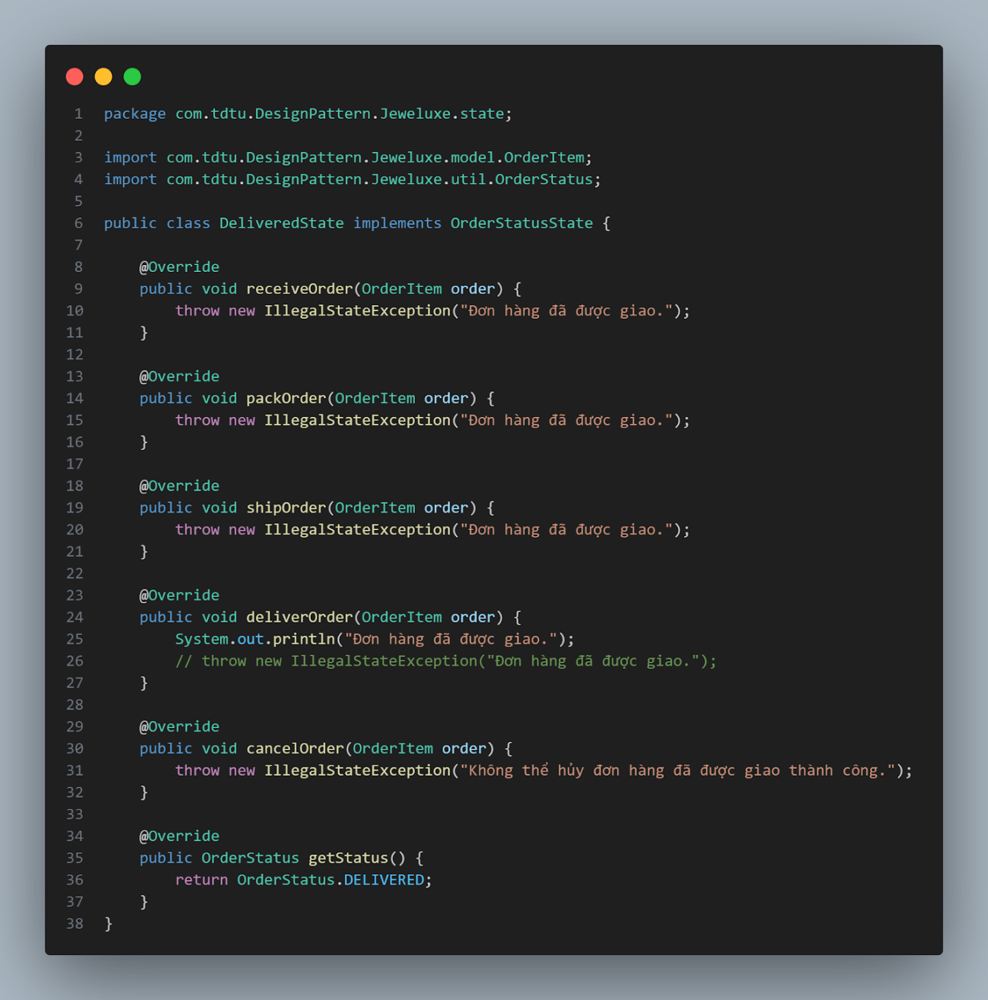 1 package com.tdtu.DesignPattern.Jeweluxe.state;
2
3 import com.tdtu.DesignPattern.Jeweluxe.model.OrderItem;
4 import com.tdtu.DesignPattern.Jeweluxe.util.OrderStatus;
5
6 public class DeliveredState implements OrderStatusState {
7
8     @Override
9     public void receiveOrder(OrderItem order) {
10         throw new IllegalStateException("Đơn hàng đã được giao.");
11     }
12
13     @Override
14     public void packOrder(OrderItem order) {
15         throw new IllegalStateException("Đơn hàng đã được giao.");
16     }
17
18     @Override
19     public void shipOrder(OrderItem order) {
20         throw new IllegalStateException("Đơn hàng đã được giao.");
21     }
22
23     @Override
24     public void deliverOrder(OrderItem order) {
25         System.out.println("Đơn hàng đã được giao.");
26         // throw new IllegalStateException("Đơn hàng đã được giao.");
27     }
28
29     @Override
30     public void cancelOrder(OrderItem order) {
31         throw new IllegalStateException("Không thể hủy đơn hàng đã được giao thành công.");
32     }
33
34     @Override
35     public OrderStatus getStatus() {
36         return OrderStatus.DELIVERED;
37     }
38 }